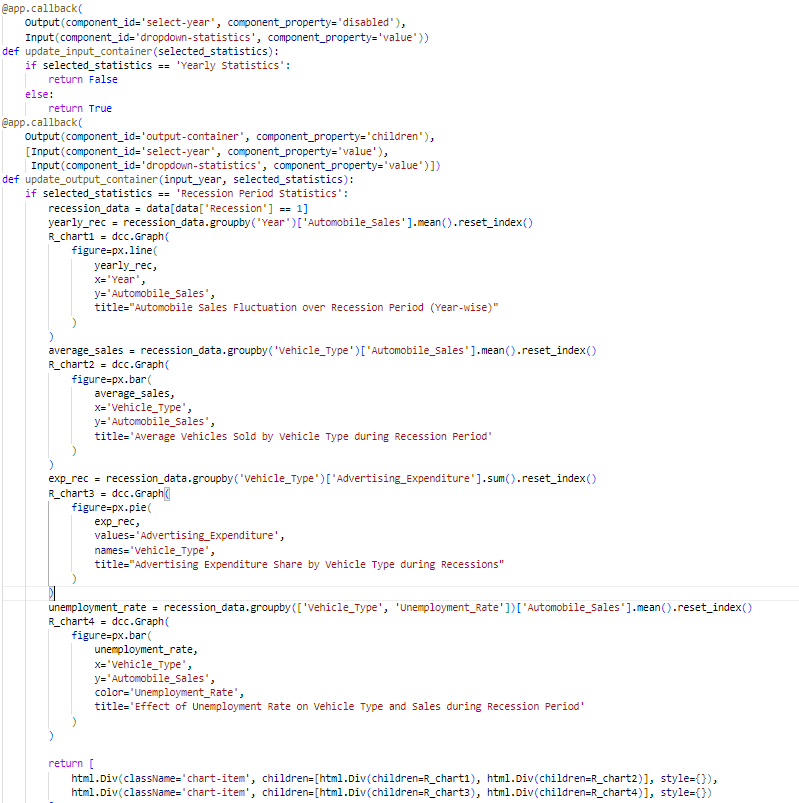 @app.callback(
    Output(component_id='select-year', component_property='disabled'),
    Input(component_id='dropdown-statistics', component_property='value'))
def update_input_container(selected_statistics):
    if selected_statistics == 'Yearly Statistics':
        return False
    else:
        return True
@app.callback(
    Output(component_id='output-container', component_property='children'),
    [Input(component_id='select-year', component_property='value'),
     Input(component_id='dropdown-statistics', component_property='value')])
def update_output_container(input_year, selected_statistics):
    if selected_statistics == 'Recession Period Statistics':
        recession_data = data[data['Recession'] == 1]
        yearly_rec = recession_data.groupby('Year')['Automobile_Sales'].mean().reset_index()
        R_chart1 = dcc.Graph(
            figure=px.line(
                yearly_rec,
                x='Year',
                y='Automobile_Sales',
                title="Automobile Sales Fluctuation over Recession Period (Year-wise)"
            )
        )
        average_sales = recession_data.groupby('Vehicle_Type')['Automobile_Sales'].mean().reset_index()
        R_chart2 = dcc.Graph(
            figure=px.bar(
                average_sales,
                x='Vehicle_Type',
                y='Automobile_Sales',
                title='Average Vehicles Sold by Vehicle Type during Recession Period'
            )
        )
        exp_rec = recession_data.groupby('Vehicle_Type')['Advertising_Expenditure'].sum().reset_index()
        R_chart3 = dcc.Graph(
            figure=px.pie(
                exp_rec,
                values='Advertising_Expenditure',
                names='Vehicle_Type',
                title="Advertising Expenditure Share by Vehicle Type during Recessions"
            )
        )
        unemployment_rate = recession_data.groupby(['Vehicle_Type', 'Unemployment_Rate'])['Automobile_Sales'].mean().reset_index()
        R_chart4 = dcc.Graph(
            figure=px.bar(
                unemployment_rate,
                x='Vehicle_Type',
                y='Automobile_Sales',
                color='Unemployment_Rate',
                title='Effect of Unemployment Rate on Vehicle Type and Sales during Recession Period'
            )
        )

        return [
            html.Div(className='chart-item', children=[html.Div(children=R_chart1), html.Div(children=R_chart2)], style={}),
            html.Div(className='chart-item', children=[html.Div(children=R_chart3), html.Div(children=R_chart4)], style={})